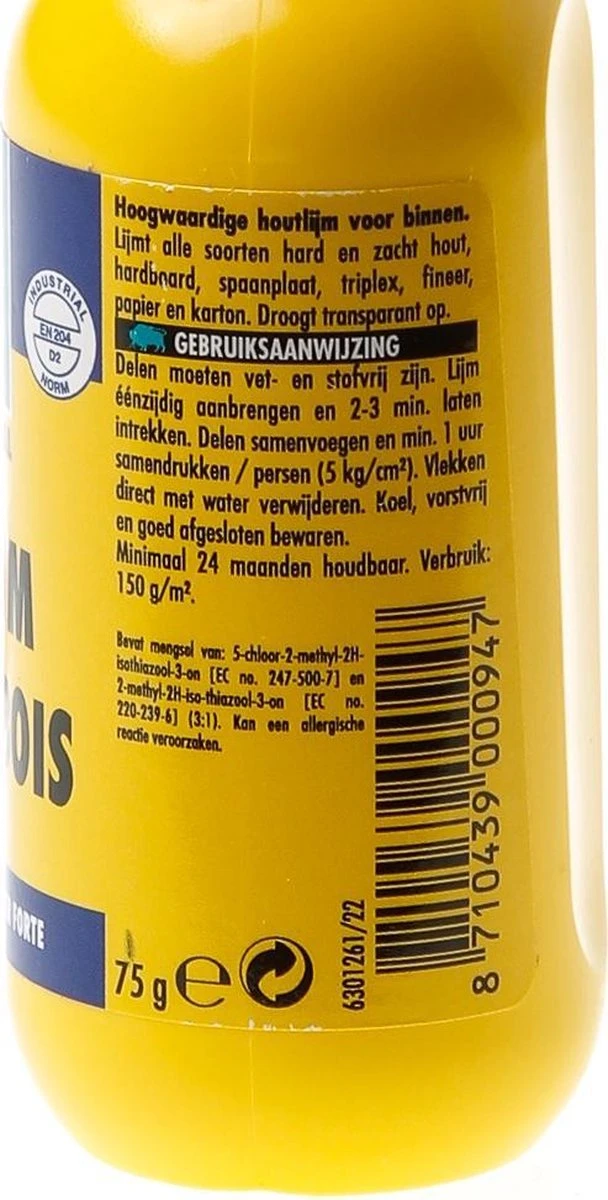 Hoogwaardige houtlijm voor binnen.
Lijmt alle soorten hard en zacht hout,
hardboard, spaanplaat, triplex, fineer,
papier en karton. Droogt transparant op.
GEBRUIKSAANWIJZING
Delen moeten vet- en stofvrij zijn. Lijm
éénzijdig aanbrengen en 2-3 min. laten
intrekken. Delen samenvoegen en min. 1 uur
samendrukken / persen (5 kg/cm²). Vlekken
direct met water verwijderen. Koel, vorstvrij
en goed afgesloten bewaren.
Minimaal 24 maanden houdbaar. Verbruik:
150 g/m².
Bevat mengsel van: 5-chloor-2-methyl-2H-
isothiazool-3-on [EC no. 247-500-7] en
2-methyl-2H-iso-thiazool-3-on [EC no.
220-239-6] (3:1). Kan een allergische
reactie veroorzaken.
75 g e
6301261/22
8 710439 000947
INDUSTRIAL
EN 204
D2
NORM
M
OIS
FORTE